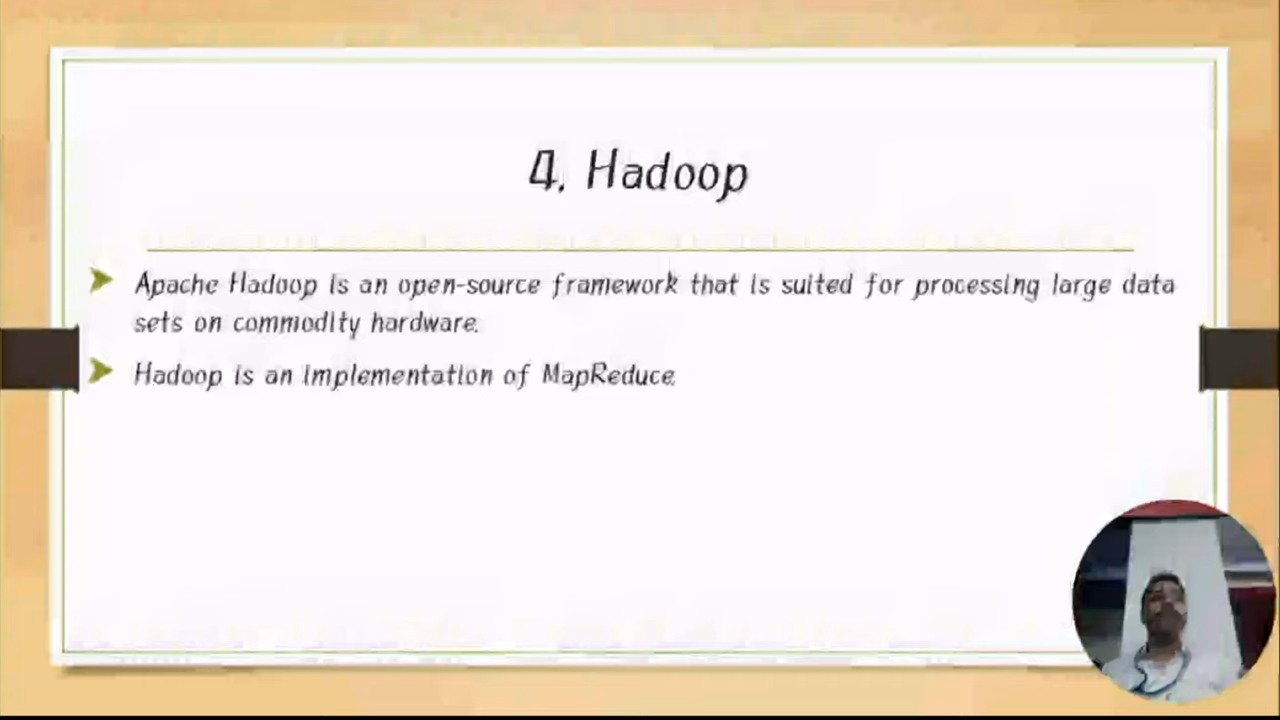 4. Hadoop
Apache Hadoop is an open-source framework that is suited for processing large data
sets on commodity hardware.
Hadoop is an implementation of MapReduce